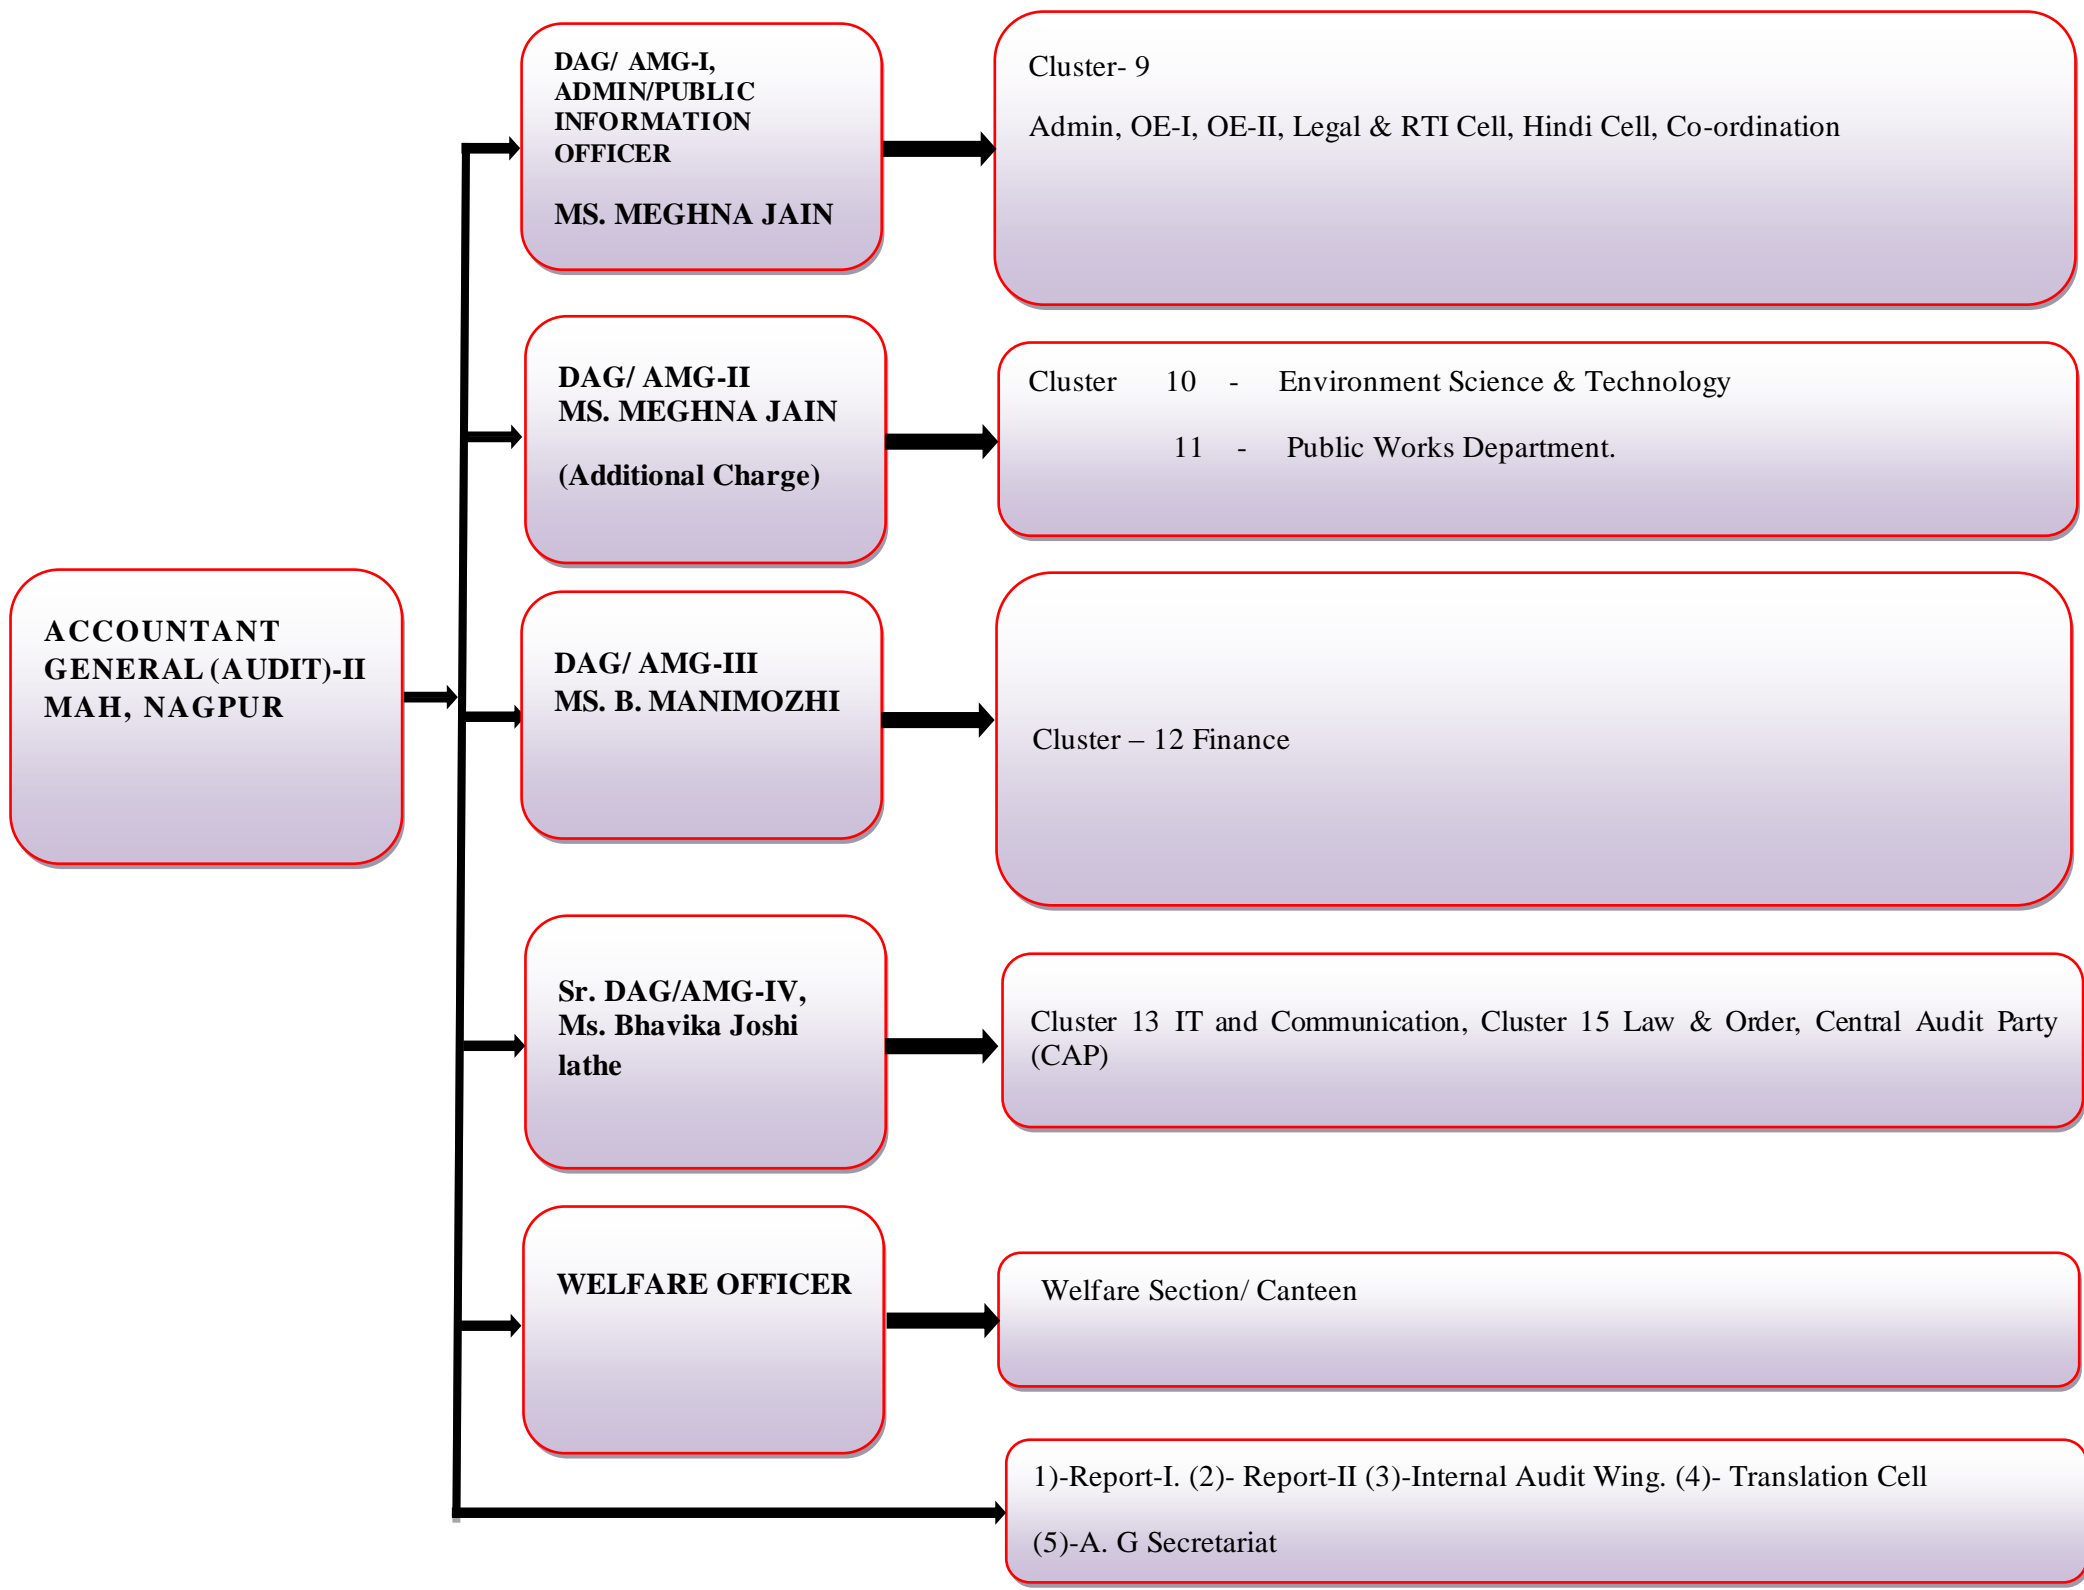 DAG/ AMG-I,
ADMIN/PUBLIC
INFORMATION
OFFICER
MS. MEGHNA JAIN
Cluster- 9
Admin, OE-I, OE-II, Legal & RTI Cell, Hindi Cell, Co-ordination
DAG/ AMG-II
MS. MEGHNA JAIN
(Additional Charge)
Cluster 10 - Environment Science & Technology
11 - Public Works Department.
ACCOUNTANT
GENERAL (AUDIT)-II
MAH, NAGPUR
DAG/ AMG-III
MS. B. MANIMOZHI
Cluster – 12 Finance
Sr. DAG/AMG-IV,
Ms. Bhavika Joshi
lathe
Cluster 13 IT and Communication, Cluster 15 Law & Order, Central Audit Party
(CAP)
WELFARE OFFICER
Welfare Section/ Canteen
1)-Report-I. (2)- Report-II (3)-Internal Audit Wing. (4)- Translation Cell
(5)-A. G Secretariat